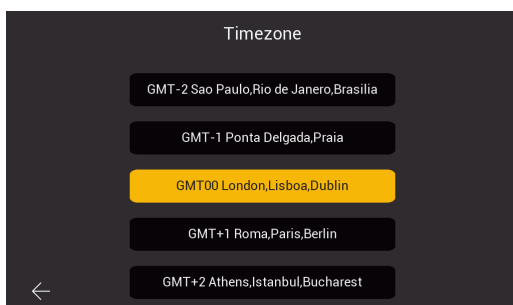 Timezone
GMT-2 Sao Paulo,Rio de Janero,Brasilia
GMT-1 Ponta Delgada,Praia
GMT00 London,Lisboa,Dublin
GMT+1 Roma,Paris,Berlin
GMT+2 Athens,Istanbul,Bucharest